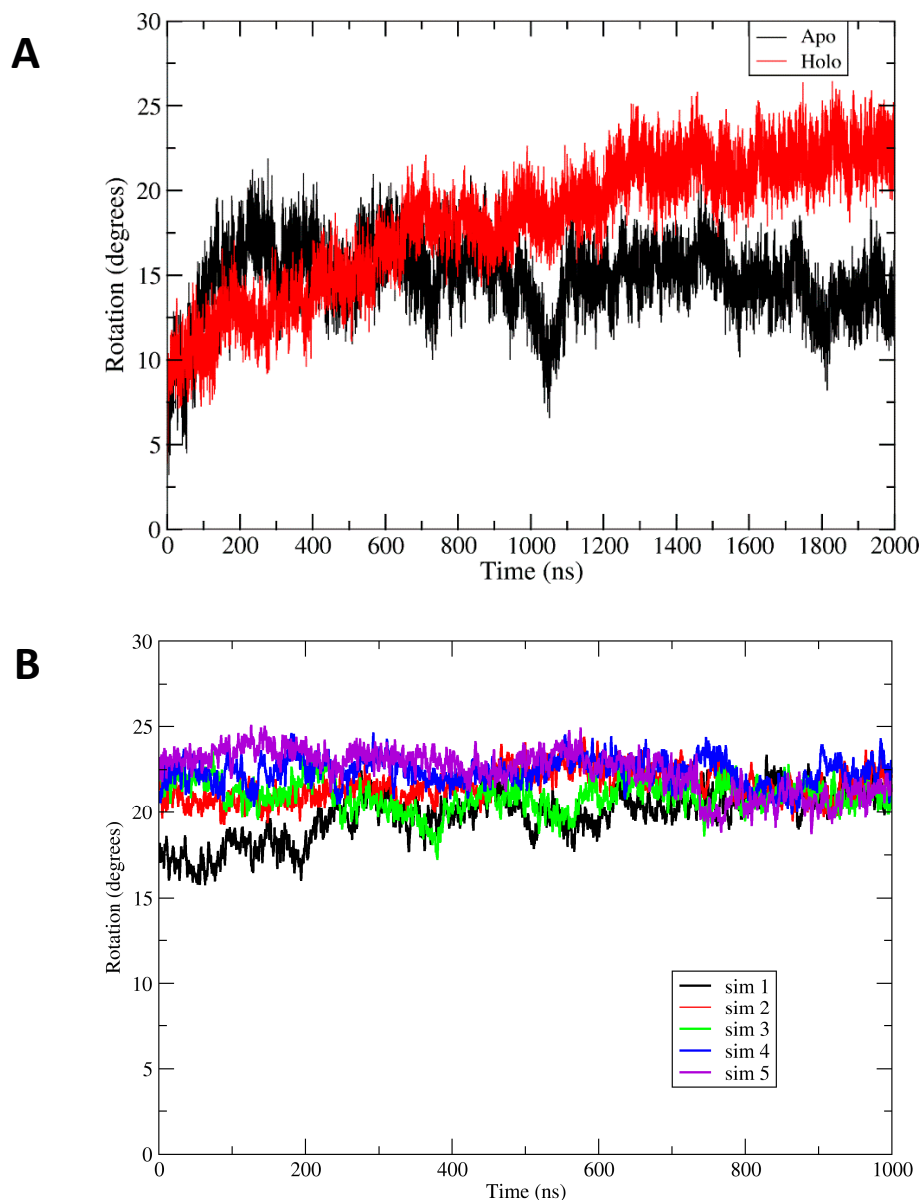 A
30
25
20
15
10
5
0
Rotation (degrees)
Apo
Holo
0 200 400 600 800 1000 1200 1400 1600 1800 2000
Time (ns)
B
30
25
20
15
10
5
0
Rotation (degrees)
sim 1
sim 2
sim 3
sim 4
sim 5
0 200 400 600 800 1000
Time (ns)